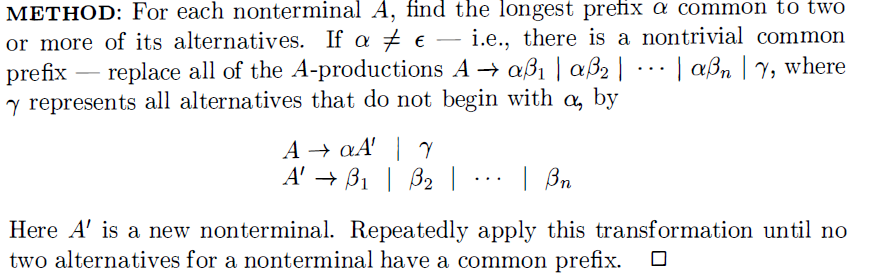 METHOD: For each nonterminal A, find the longest prefix α common to two
or more of its alternatives. If α ≠ ϵ — i.e., there is a nontrivial common
prefix — replace all of the A-productions A → αβ₁ | αβ₂ | ⋯ | αβₙ | γ, where
γ represents all alternatives that do not begin with α, by
A → αA′ | γ
A′ → β₁ | β₂ | ⋯ | βₙ
Here A′ is a new nonterminal. Repeatedly apply this transformation until no
two alternatives for a nonterminal have a common prefix. □